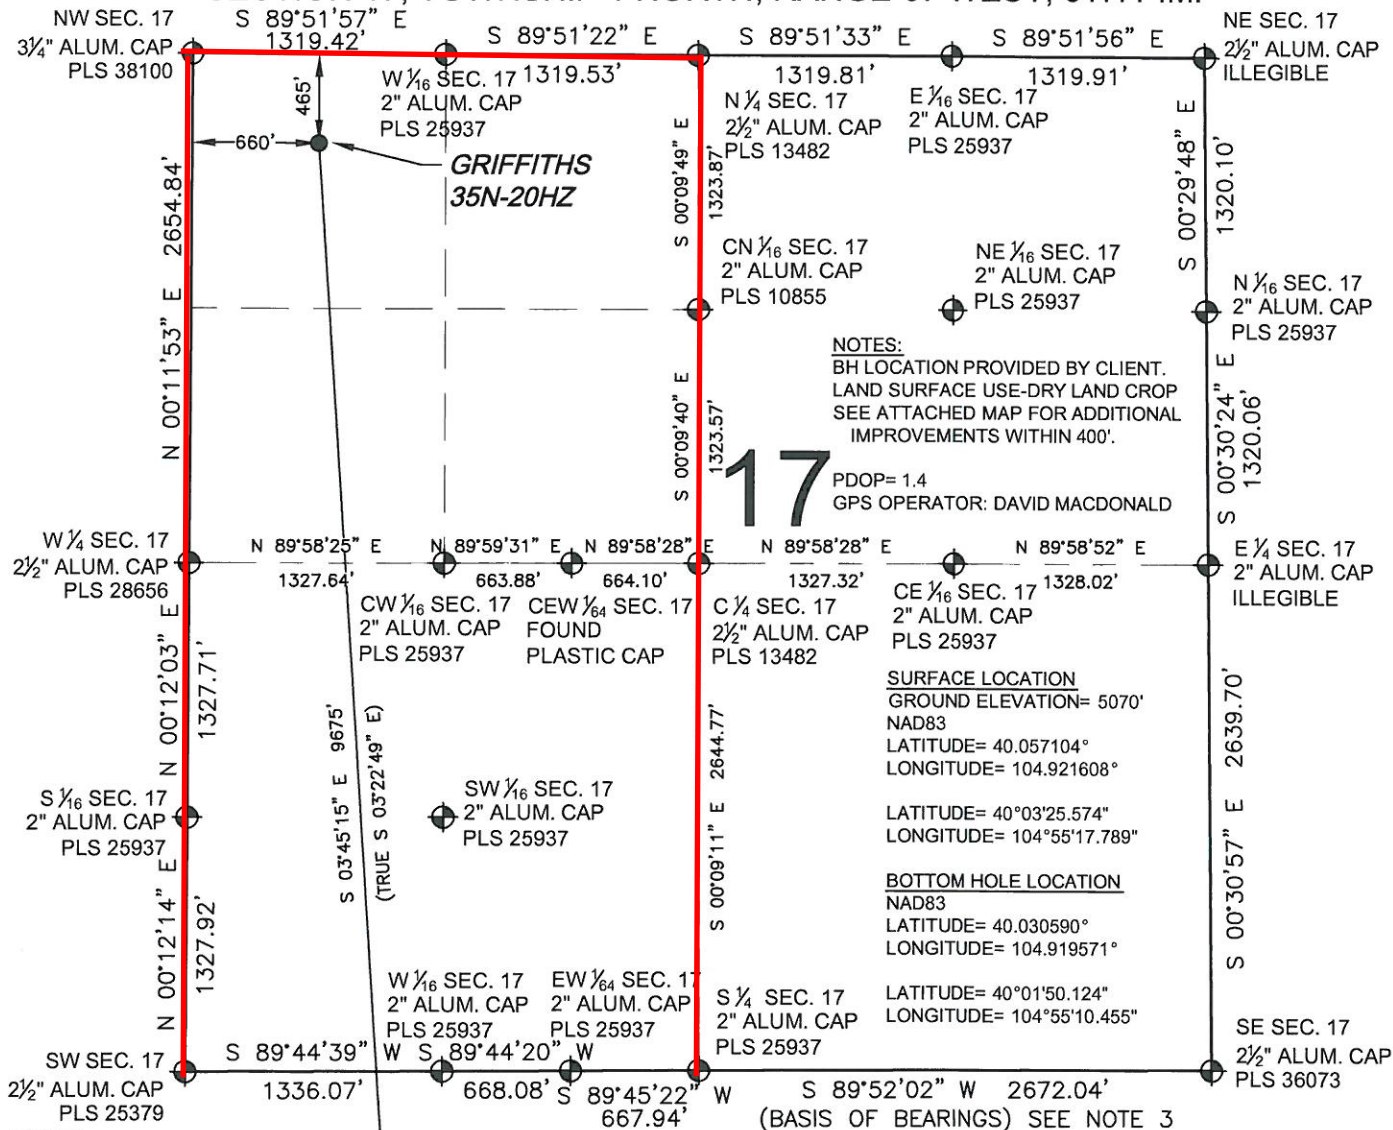 NW SEC. 17
3¼" ALUM. CAP
PLS 38100
S 89°51'57" E
1319.42'
S 89°51'22" E
1319.53'
S 89°51'33" E
1319.81'
S 89°51'56" E
1319.91'
NE SEC. 17
2½" ALUM. CAP
ILLEGIBLE
W 1/16 SEC. 17
2" ALUM. CAP
PLS 25937
N ¼ SEC. 17
2½" ALUM. CAP
PLS 13482
E 1/16 SEC. 17
2" ALUM. CAP
PLS 25937
465'
660'
GRIFFITHS
35N-20HZ
N 00°11'53" E 2654.84'
S 00°09'49" E
1323.87'
S 00°29'48" E
1320.10'
CN 1/16 SEC. 17
2" ALUM. CAP
PLS 10855
NE 1/16 SEC. 17
2" ALUM. CAP
PLS 25937
N 1/16 SEC. 17
2" ALUM. CAP
PLS 25937
NOTES:
BH LOCATION PROVIDED BY CLIENT.
LAND SURFACE USE-DRY LAND CROP
SEE ATTACHED MAP FOR ADDITIONAL
IMPROVEMENTS WITHIN 400'.
S 00°09'40" E
1323.57'
17
PDOP= 1.4
GPS OPERATOR: DAVID MACDONALD
S 00°30'24" E
1320.06'
W ¼ SEC. 17
2½" ALUM. CAP
PLS 28656
N 89°58'25" E
1327.64'
N 89°59'31" E
663.88'
N 89°58'28" E
664.10'
N 89°58'28" E
1327.32'
N 89°58'52" E
1328.02'
E ¼ SEC. 17
2" ALUM. CAP
ILLEGIBLE
CW 1/16 SEC. 17
2" ALUM. CAP
PLS 25937
CEW 1/64 SEC. 17
FOUND
PLASTIC CAP
C ¼ SEC. 17
2½" ALUM. CAP
PLS 13482
CE 1/16 SEC. 17
2" ALUM. CAP
PLS 25937
N 00°12'03" E
1327.71'
SURFACE LOCATION
GROUND ELEVATION= 5070'
NAD83
LATITUDE= 40.057104°
LONGITUDE= 104.921608°
LATITUDE= 40°03'25.574"
LONGITUDE= 104°55'17.789"
S 03°45'15" E 9675'
(TRUE S 03°22'49" E)
S 00°09'11" E 2644.77'
S 00°30'57" E 2639.70'
S 1/16 SEC. 17
2" ALUM. CAP
PLS 25937
SW 1/16 SEC. 17
2" ALUM. CAP
PLS 25937
BOTTOM HOLE LOCATION
NAD83
LATITUDE= 40.030590°
LONGITUDE= 104.919571°
LATITUDE= 40°01'50.124"
LONGITUDE= 104°55'10.455"
N 00°12'14" E
1327.92'
W 1/16 SEC. 17
2" ALUM. CAP
PLS 25937
EW 1/64 SEC. 17
2" ALUM. CAP
PLS 25937
S ¼ SEC. 17
2" ALUM. CAP
PLS 25937
SW SEC. 17
2½" ALUM. CAP
PLS 25379
S 89°44'39" W
1336.07'
S 89°44'20" W
668.08'
S 89°45'22" W
667.94'
S 89°52'02" W 2672.04'
(BASIS OF BEARINGS) SEE NOTE 3
SE SEC. 17
2½" ALUM. CAP
PLS 36073